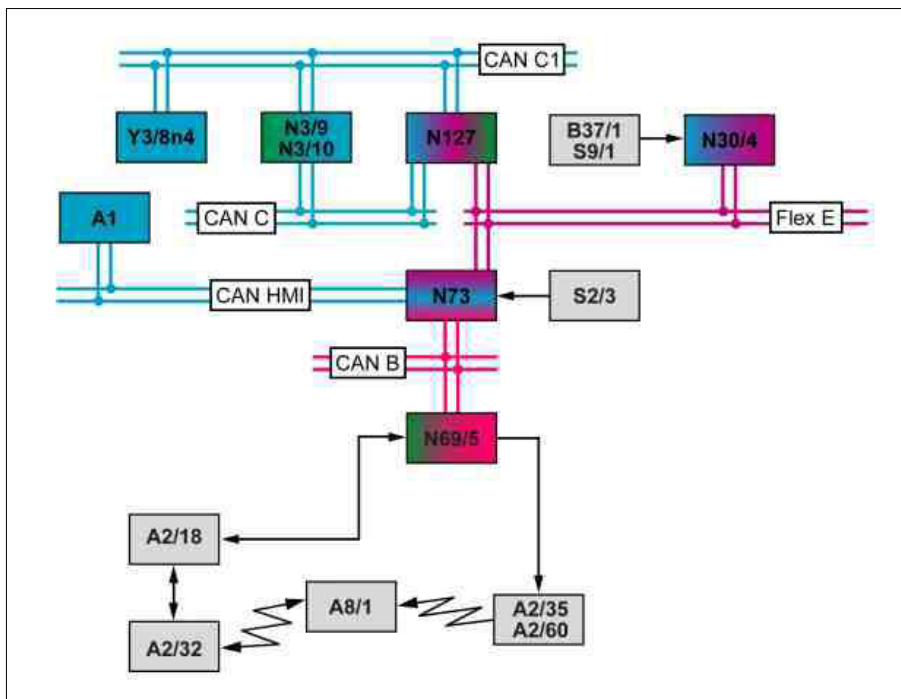 CAN C1
Y3/8n4
N3/9
N3/10
N127
B37/1
S9/1
N30/4
A1
CAN C
Flex E
CAN HMI
N73
S2/3
CAN B
N69/5
A2/18
A8/1
A2/35
A2/60
A2/32